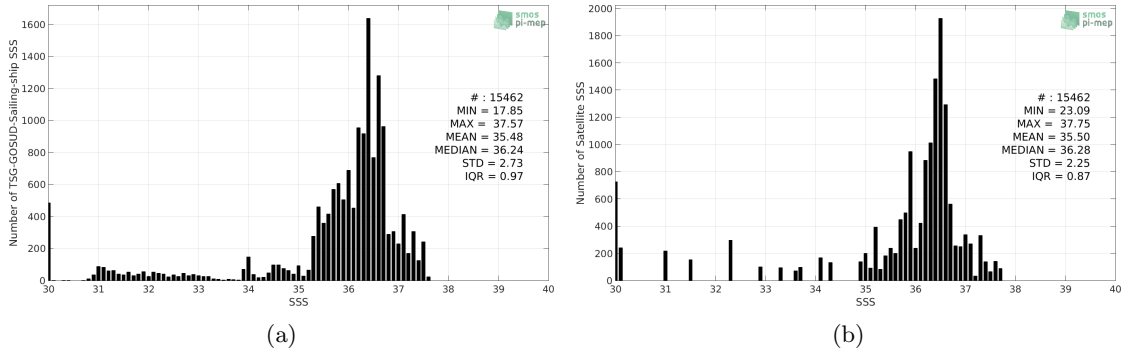 smos
pi-mep
Number of TSG-GOSUD-Sailing-ship SSS
1600
1400
1200
1000
800
600
400
200
0
# : 15462
MIN = 17.85
MAX = 37.57
MEAN = 35.48
MEDIAN = 36.24
STD = 2.73
IQR = 0.97
30 31 32 33 34 35 36 37 38 39 40
SSS
(a)
smos
pi-mep
Number of Satellite SSS
2000
1800
1600
1400
1200
1000
800
600
400
200
0
# : 15462
MIN = 23.09
MAX = 37.75
MEAN = 35.50
MEDIAN = 36.28
STD = 2.25
IQR = 0.87
30 31 32 33 34 35 36 37 38 39 40
SSS
(b)